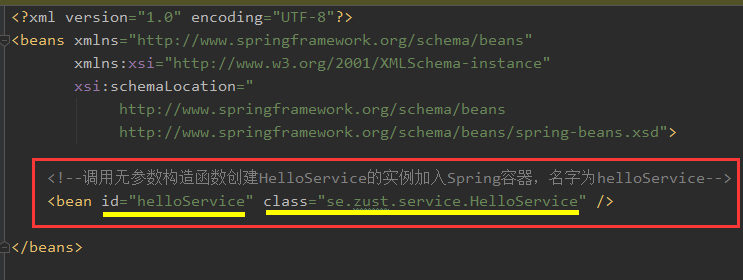 <?xml version="1.0" encoding="UTF-8"?>
<beans xmlns="http://www.springframework.org/schema/beans"
xmlns:xsi="http://www.w3.org/2001/XMLSchema-instance"
xsi:schemaLocation="
http://www.springframework.org/schema/beans
http://www.springframework.org/schema/beans/spring-beans.xsd">
<!--调用无参数构造函数创建HelloService的实例加入Spring容器，名字为helloService-->
<bean id="helloService" class="se.zust.service.HelloService" />
</beans>